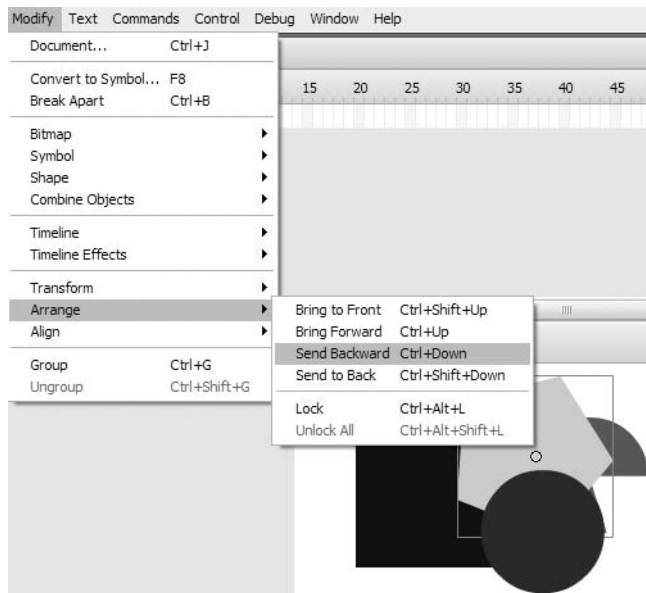 Modify Text Commands Control Debug Window Help
Document... Ctrl+J
Convert to Symbol... F8
Break Apart Ctrl+B
Bitmap
Symbol
Shape
Combine Objects
Timeline
Timeline Effects
Transform
Arrange
Align
Group Ctrl+G
Ungroup Ctrl+Shift+G
15 20 25 30 35 40 45
Bring to Front Ctrl+Shift+Up
Bring Forward Ctrl+Up
Send Backward Ctrl+Down
Send to Back Ctrl+Shift+Down
Lock Ctrl+Alt+L
Unlock All Ctrl+Alt+Shift+L